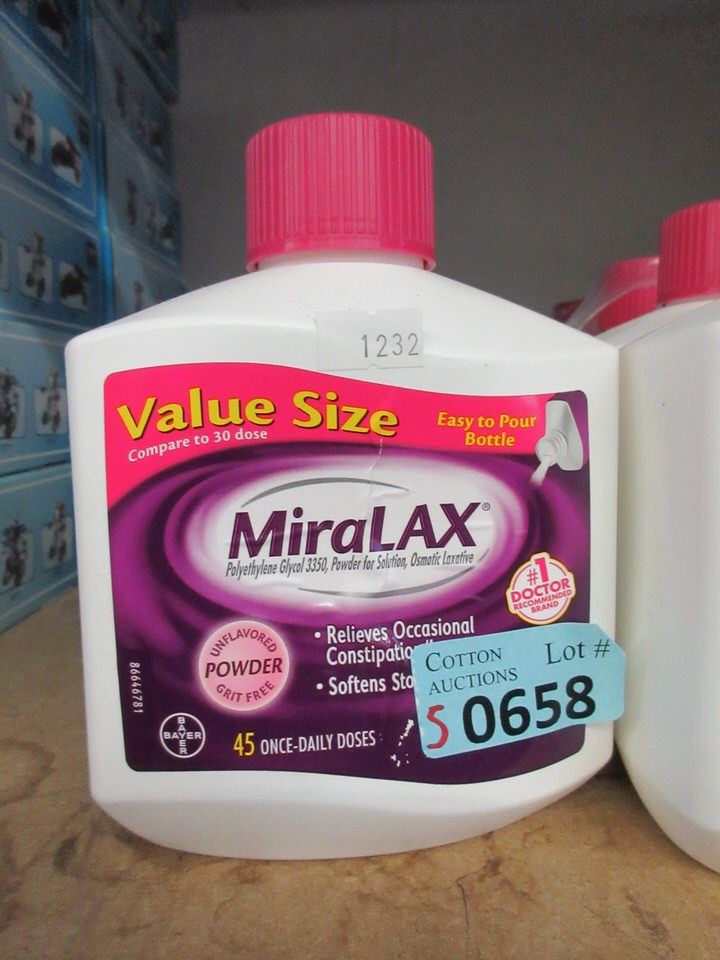 1232
Value Size
Compare to 30 dose
Easy to Pour
Bottle
MiraLAX®
Polyethylene Glycol 3350, Powder for Solution, Osmotic Laxative
#1
DOCTOR
RECOMMENDED
BRAND
• Relieves Occasional
Constipatio
• Softens Sto
UNFLAVORED
POWDER
GRIT FREE
COTTON
AUCTIONS
Lot #
S 0658
86646781
BAYER
BAYER
45 ONCE-DAILY DOSES